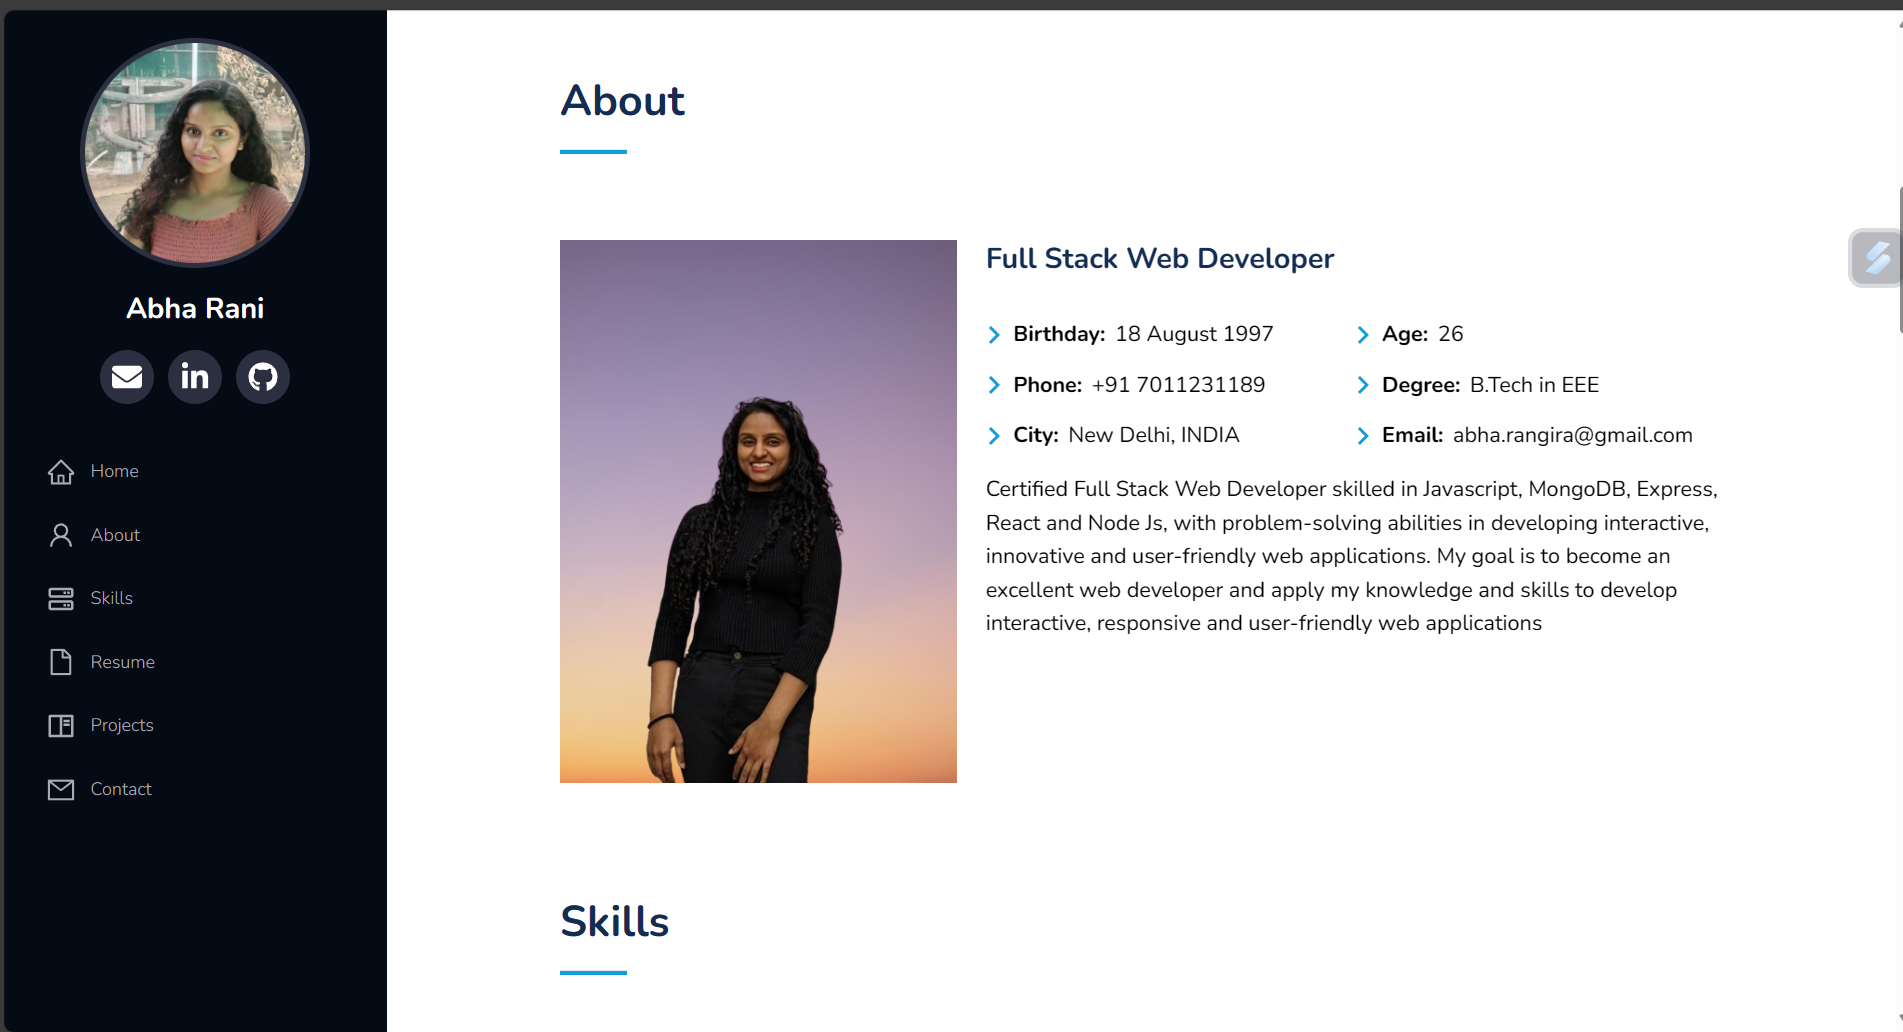 Abha Rani
Home
About
Skills
Resume
Projects
Contact
About
Full Stack Web Developer
Birthday: 18 August 1997
Age: 26
Phone: +91 7011231189
Degree: B.Tech in EEE
City: New Delhi, INDIA
Email: abha.rangira@gmail.com
Certified Full Stack Web Developer skilled in Javascript, MongoDB, Express,
React and Node Js, with problem-solving abilities in developing interactive,
innovative and user-friendly web applications. My goal is to become an
excellent web developer and apply my knowledge and skills to develop
interactive, responsive and user-friendly web applications
Skills